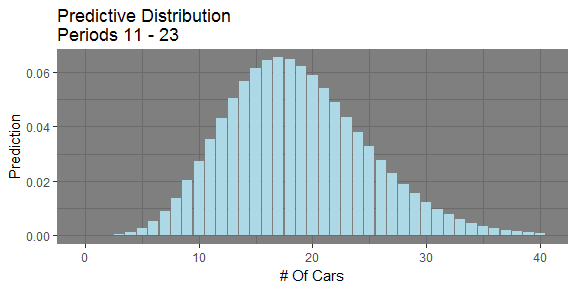 Predictive Distribution
Periods 11 - 23
0.06
0.04
0.02
0.00
Prediction
0 10 20 30 40
# Of Cars